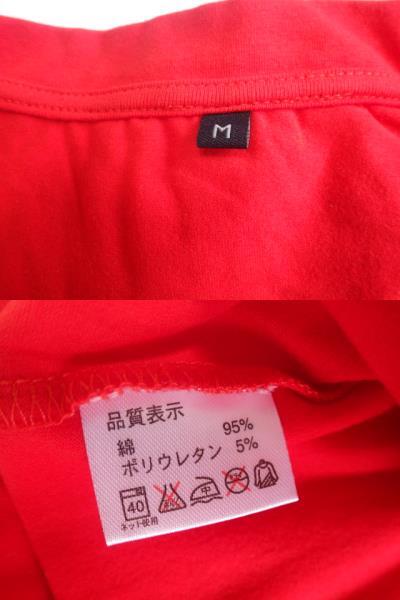 M
品質表示
綿 95%
ポリウレタン 5%
40 中
ネット使用